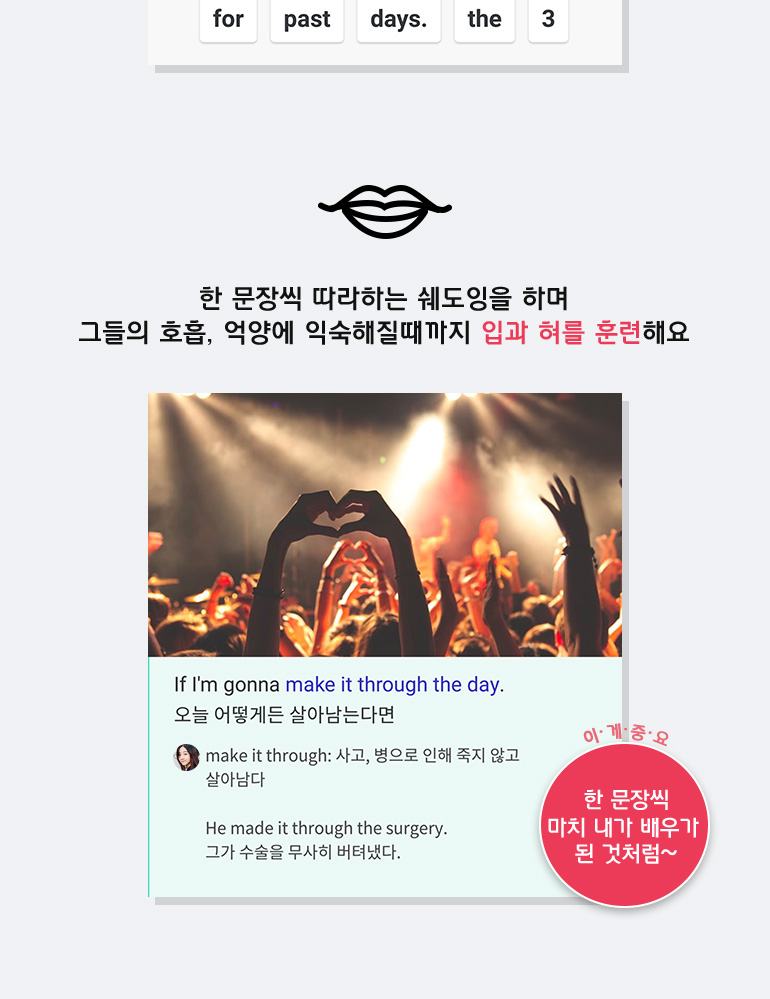 for past days. the 3
한 문장씩 따라하는 쉐도잉을 하며
그들의 호흡, 억양에 익숙해질때까지 입과 혀를 훈련해요
If I'm gonna make it through the day.
오늘 어떻게든 살아남는다면
make it through: 사고, 병으로 인해 죽지 않고
살아남다
He made it through the surgery.
그가 수술을 무사히 버텨냈다.
이·게·중·요
한 문장씩
마치 내가 배우가
된 것처럼~